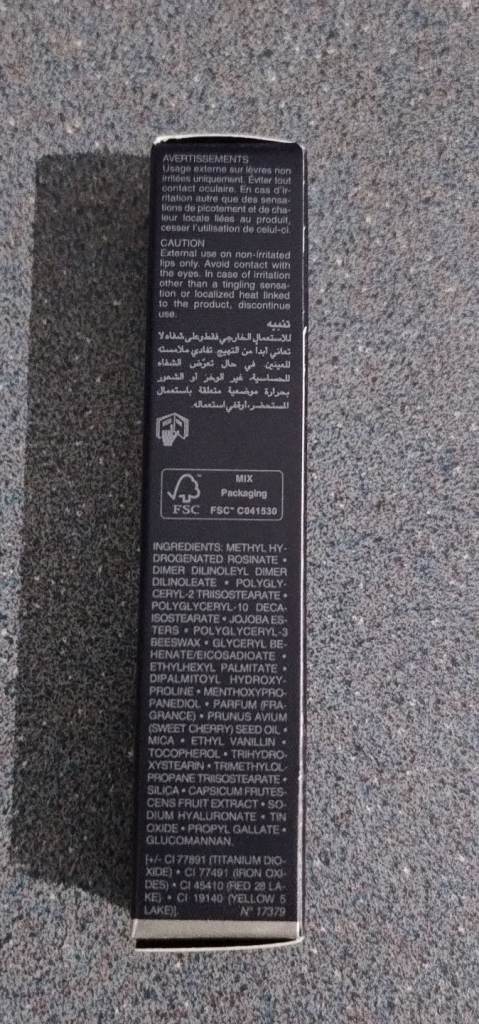 AVERTISSEMENTS
Usage externe sur lèvres non
irritées uniquement. Éviter tout
contact oculaire. En cas d'ir-
ritation autre que des sensa-
tions de picotement et de cha-
leur locale liées au produit,
cesser l'utilisation de celui-ci.
CAUTION
External use on non-irritated
lips only. Avoid contact with
the eyes. In case of irritation
other than a tingling sensa-
tion or localized heat linked
to the product, discontinue
use.
تنبيه
للاستعمال الخارجي فقط وعلى شفاه لا
تعاني أبداً من التهيج. تفادي ملامسته
للعينين. في حال تعرّض الشفاه
للحساسية، غير الوخز أو الشعور
بحرارة موضعية متعلقة باستعمال
المستحضر، أوقفي استعماله.
FSC™
MIX
Packaging
FSC™ C041530
INGREDIENTS: METHYL HY-
DROGENATED ROSINATE •
DIMER DILINOLEYL DIMER
DILINOLEATE • POLYGLY-
CERYL-2 TRIISOSTEARATE •
POLYGLYCERYL-10 DECA-
ISOSTEARATE • JOJOBA ES-
TERS • POLYGLYCERYL-3
BEESWAX • GLYCERYL BE-
HENATE/EICOSADIOATE •
ETHYLHEXYL PALMITATE •
DIPALMITOYL HYDROXY-
PROLINE • MENTHOXYPRO-
PANEDIOL • PARFUM (FRA-
GRANCE) • PRUNUS AVIUM
(SWEET CHERRY) SEED OIL •
MICA • ETHYL VANILLIN •
TOCOPHEROL • TRIHYDRO-
XYSTEARIN • TRIMETHYLOL-
PROPANE TRIISOSTEARATE •
SILICA • CAPSICUM FRUTES-
CENS FRUIT EXTRACT • SO-
DIUM HYALURONATE • TIN
OXIDE • PROPYL GALLATE •
GLUCOMANNAN.
[+/- CI 77891 (TITANIUM DIO-
XIDE) • CI 77491 (IRON OXI-
DES) • CI 45410 (RED 28 LA-
KE) • CI 19140 (YELLOW 5
LAKE)]. N° 17379